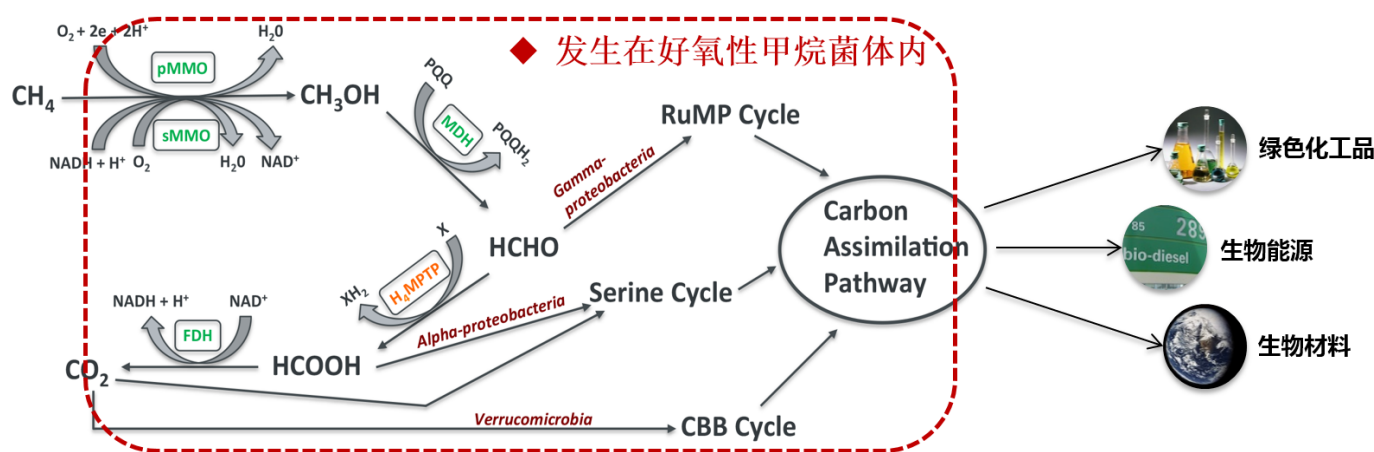 O₂ + 2e + 2H⁺
H₂0
◆ 发生在好氧性甲烷菌体内
pMMO
CH₄
CH₃OH
sMMO
NADH + H⁺
O₂
H₂0
NAD⁺
PQQ
MDH
PQQH₂
RuMP Cycle
Gamma-
proteobacteria
HCHO
X
H₄MPTP
XH₂
Carbon
Assimilation
Pathway
Serine Cycle
Alpha-proteobacteria
NADH + H⁺
NAD⁺
FDH
CO₂
HCOOH
Verrucomicrobia
CBB Cycle
绿色化工品
85
289
bio-diesel
生物能源
生物材料